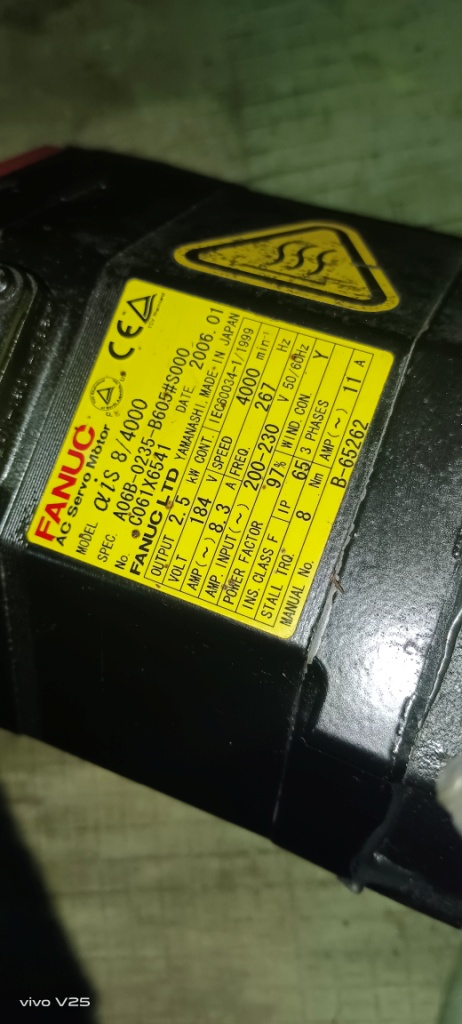 FANUC
AC Servo Motor
MODEL αiS 8/4000
SPEC. A06B-0235-B605#S000
No. C061X6541 DATE 2006.01
FANUC LTD YAMANASHI. MADE IN JAPAN
OUTPUT 2.5 kW CONT. IEC60034-1/1999
VOLT 184 V SPEED 4000 min⁻¹
AMP(~) 8.3 A FREQ. 267 Hz
AMP. INPUT(~) 200-230 V 50/60Hz
POWER FACTOR 97% WIND CON. Y
INS. CLASS F IP 65 3 PHASES
STALL TRQ 8 Nm AMP(~) 11 A
MANUAL No. B-65262
CE
vivo V25